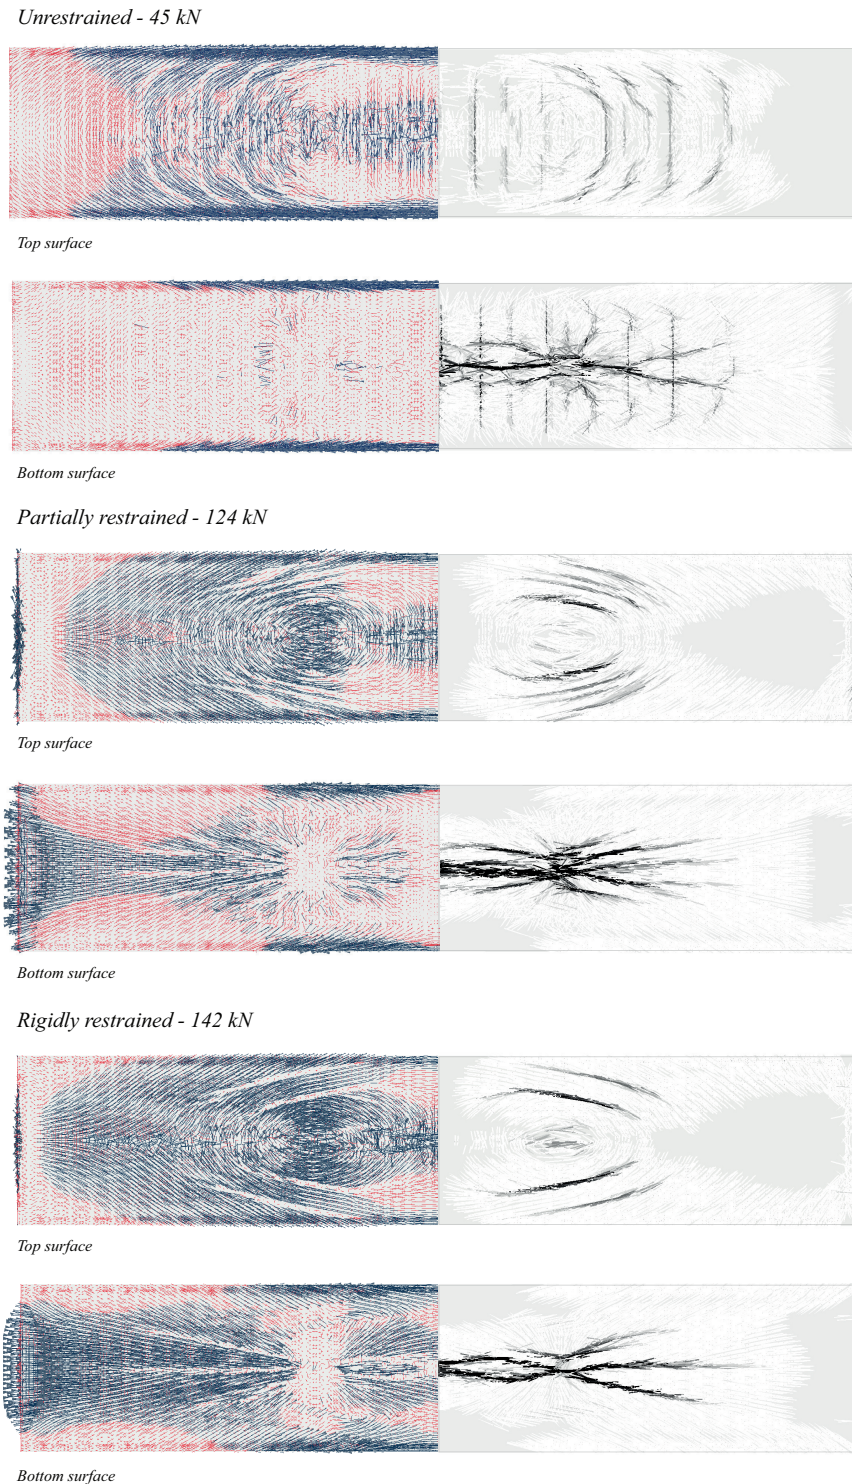 Unrestrained - 45 kN
Top surface
Bottom surface
Partially restrained - 124 kN
Top surface
Bottom surface
Rigidly restrained - 142 kN
Top surface
Bottom surface